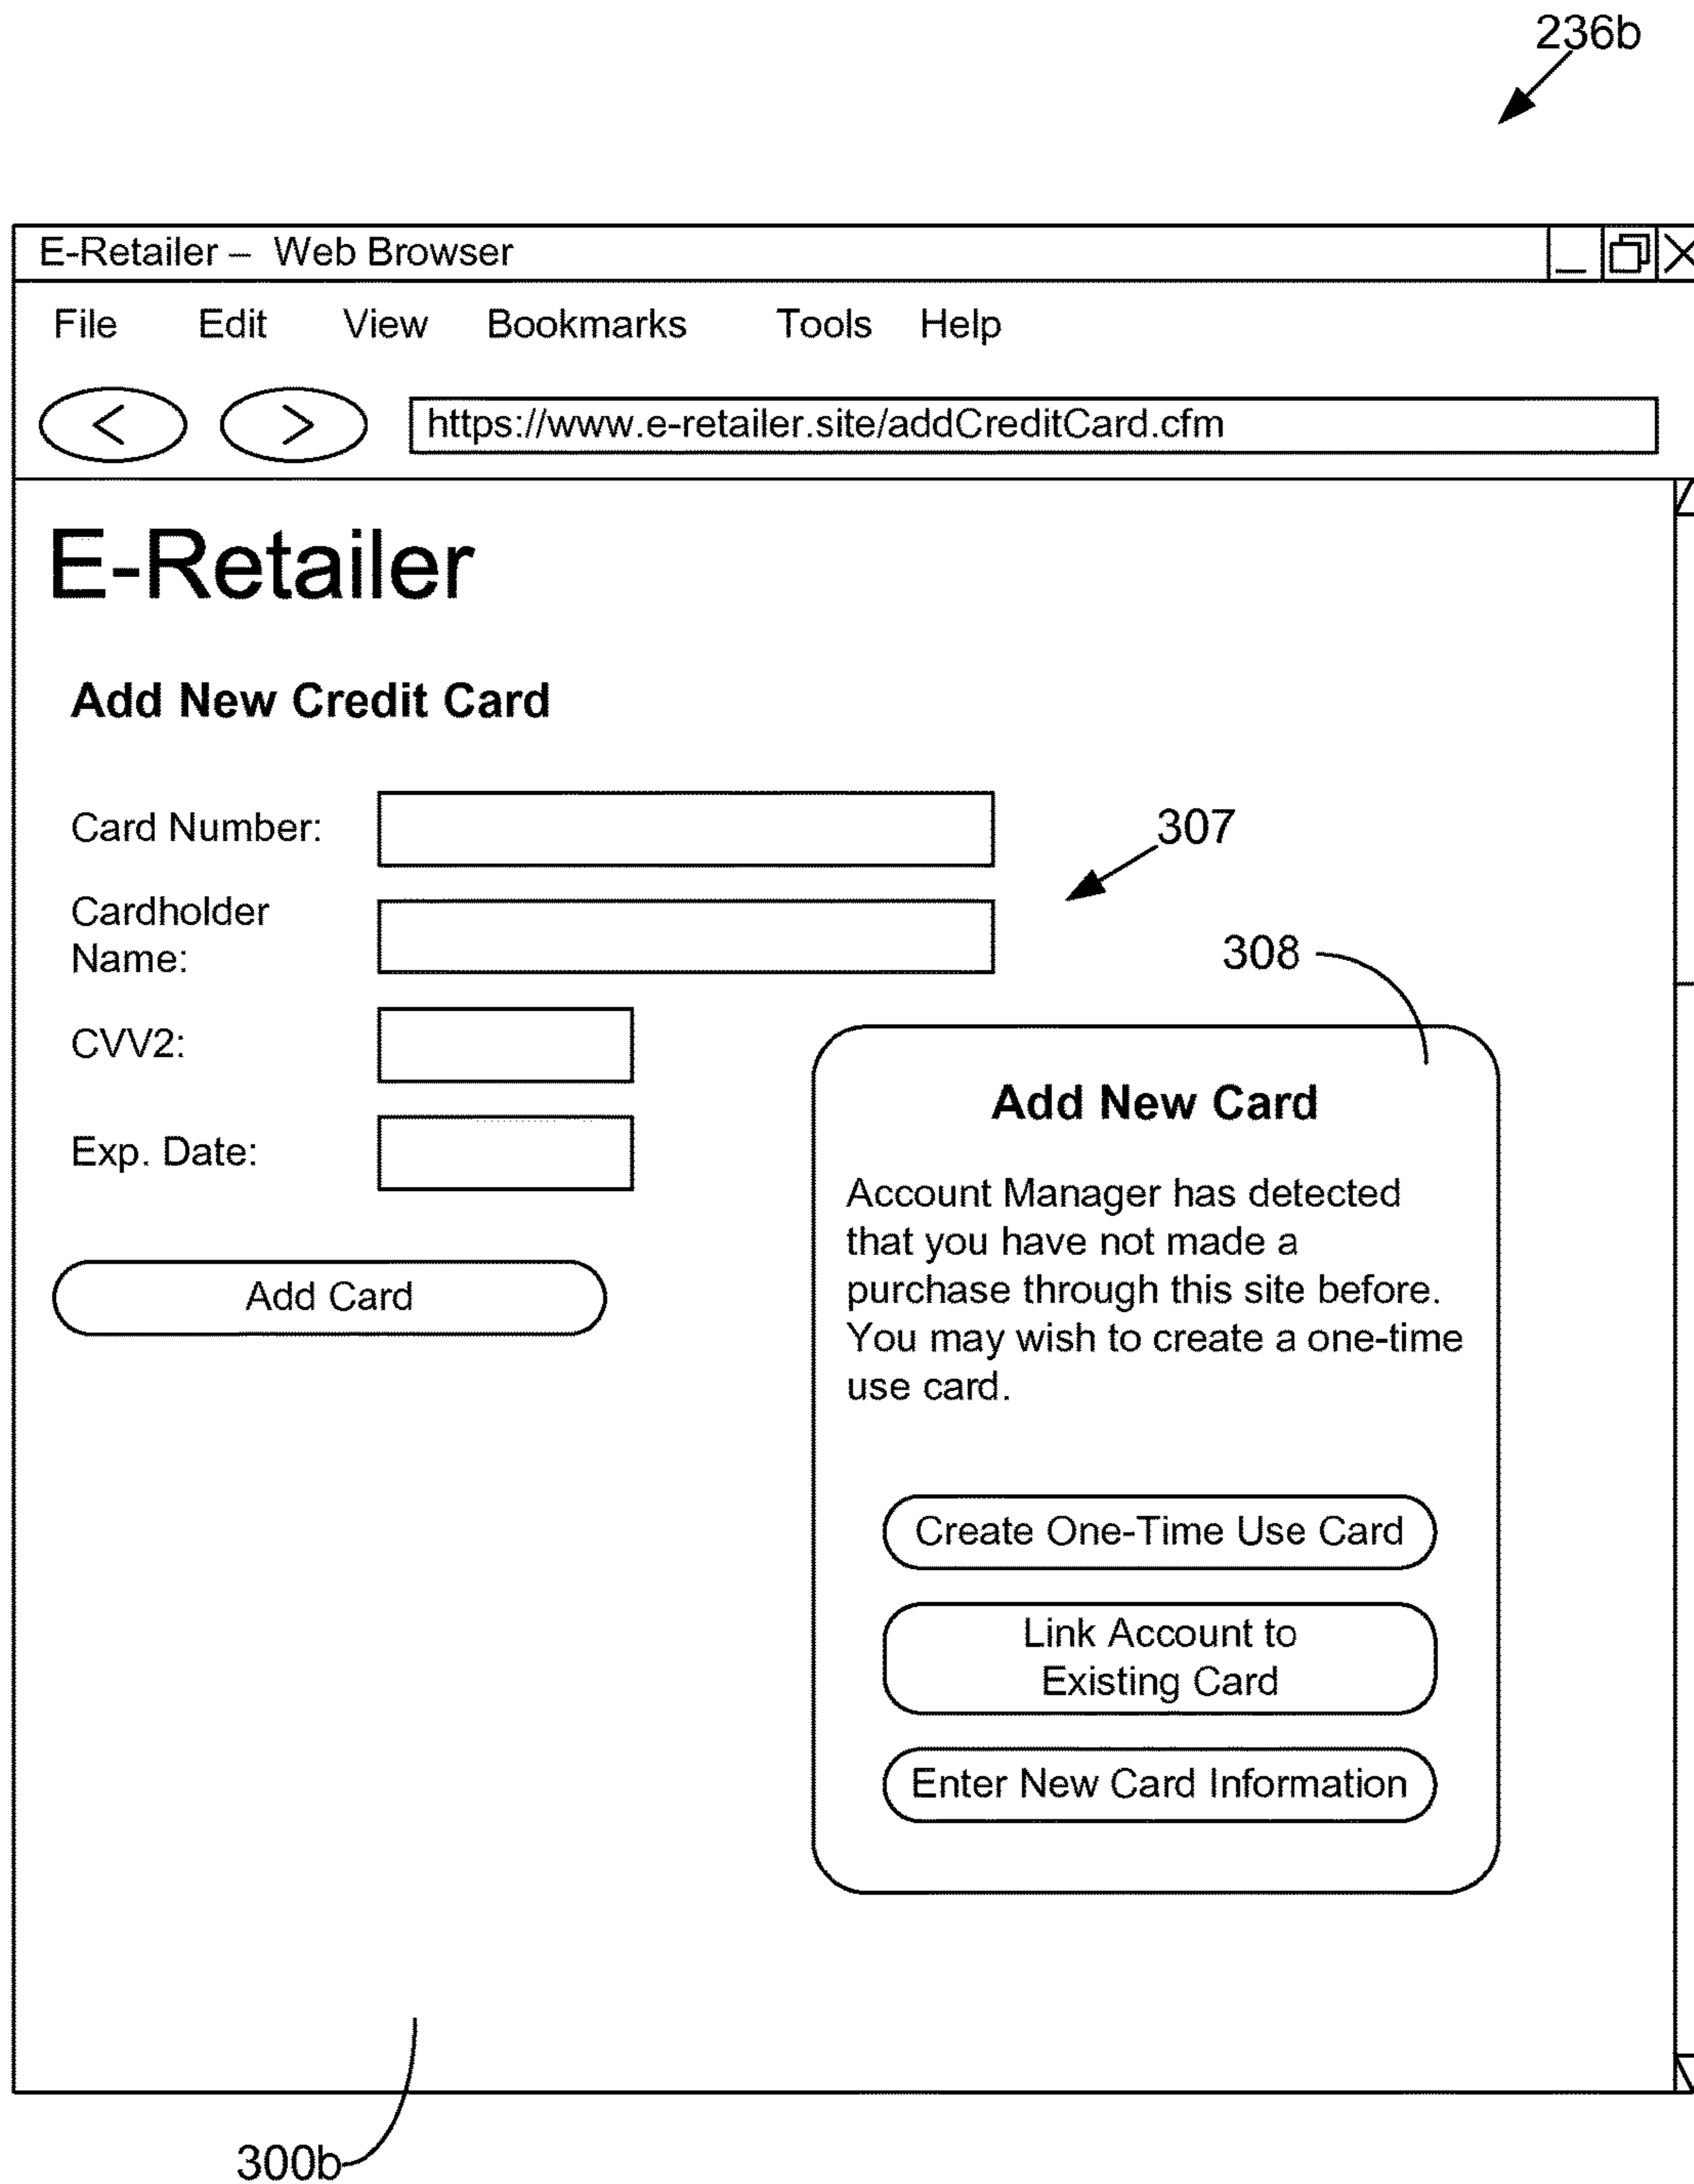 236b
E-Retailer – Web Browser
File Edit View Bookmarks Tools Help
< > https://www.e-retailer.site/addCreditCard.cfm
E-Retailer
Add New Credit Card
Card Number:
307
Cardholder
Name:
308
CVV2:
Exp. Date:
Add Card
Add New Card
Account Manager has detected
that you have not made a
purchase through this site before.
You may wish to create a one-time
use card.
Create One-Time Use Card
Link Account to
Existing Card
Enter New Card Information
300b